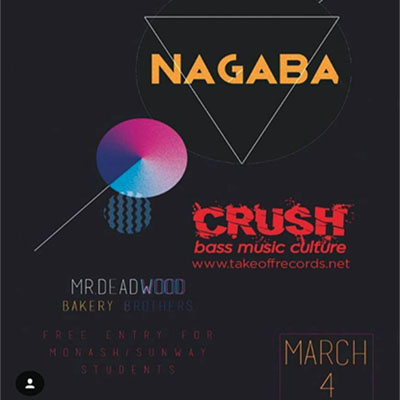 NAGABA
CRU$H
bass music culture
www.takeoffrecords.net
MR.DEADWOOD
BAKERY BROTHERS
FREE ENTRY FOR
MONASH/SUNWAY
STUDENTS
MARCH
4